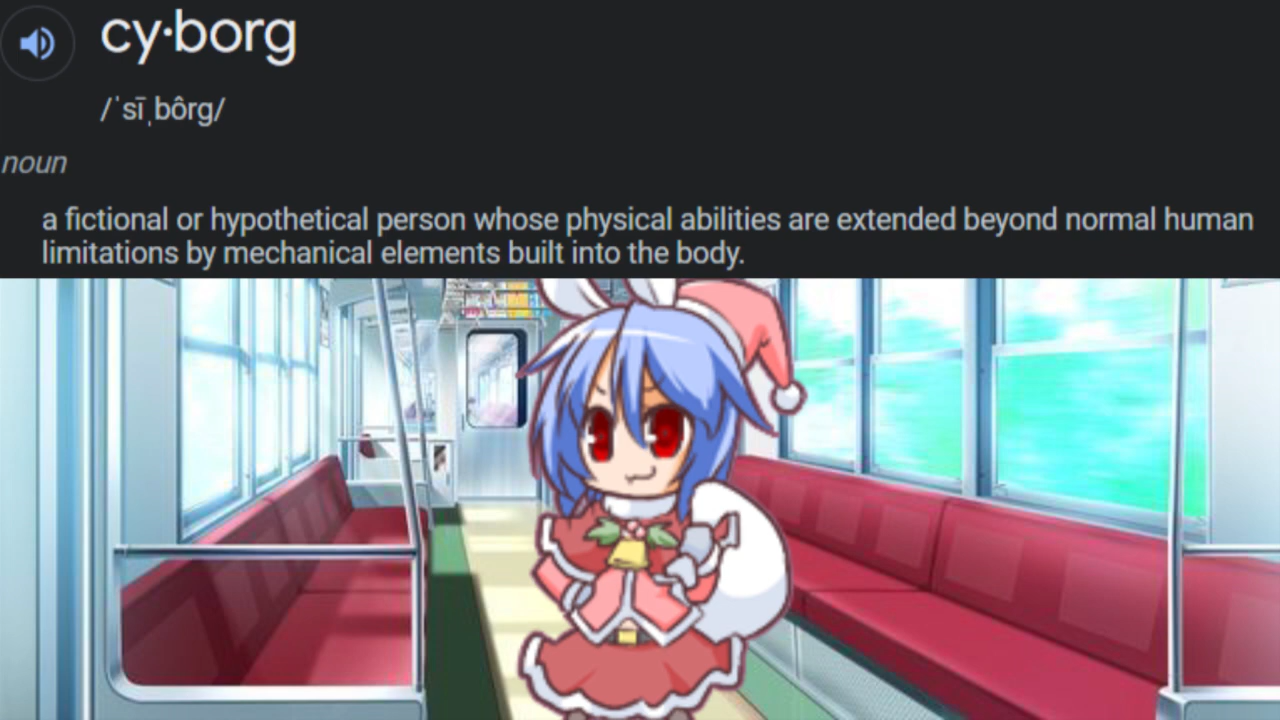 cy·borg
/ˈsīˌbôrg/
noun
a fictional or hypothetical person whose physical abilities are extended beyond normal human
limitations by mechanical elements built into the body.